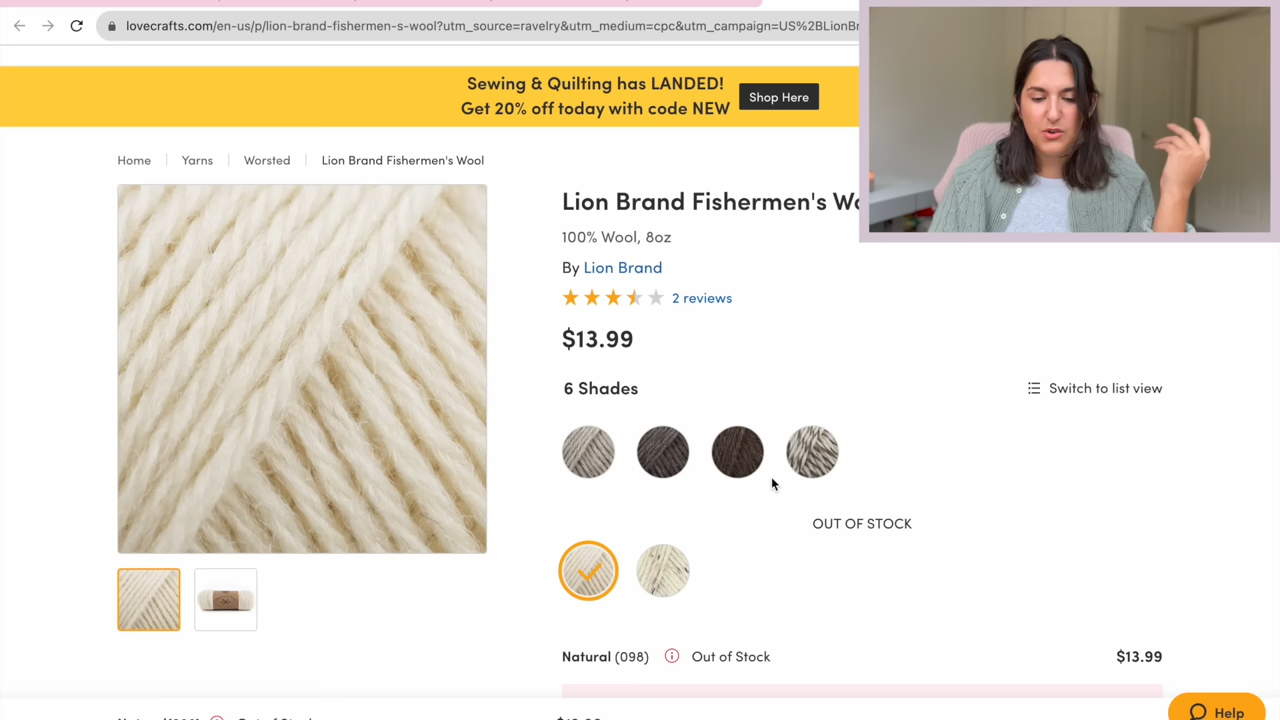 lovecrafts.com/en-us/p/lion-brand-fishermen-s-wool?utm_source=ravelry&utm_medium=cpc&utm_campaign=US%2BLionBr
Sewing & Quilting has LANDED!
Get 20% off today with code NEW
Shop Here
Home
Yarns
Worsted
Lion Brand Fishermen's Wool
Lion Brand Fishermen's Wo
100% Wool, 8oz
By Lion Brand
2 reviews
$13.99
6 Shades
Switch to list view
OUT OF STOCK
Natural (098)
Out of Stock
$13.99
Help